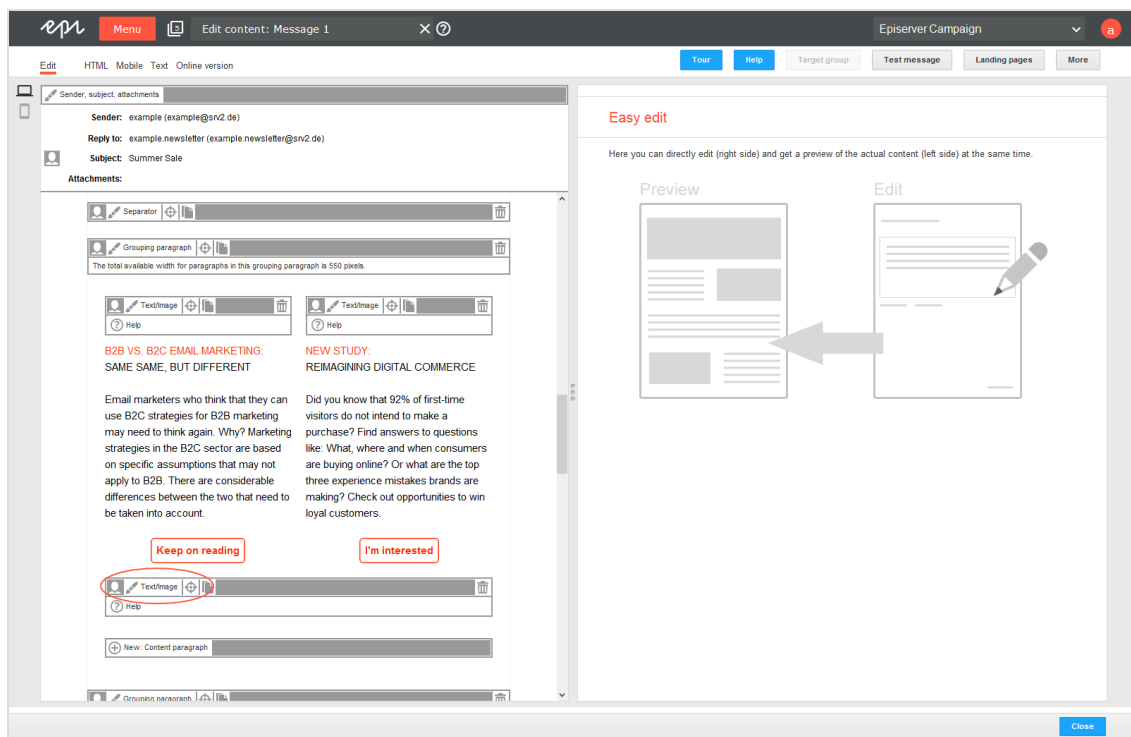 epi Menu 5 Edit content: Message 1 Episerver Campaign a
Edit HTML Mobile Text Online version Tour Help Target group Test message Landing pages More
Sender, subject, attachments
Sender: example (example@srv2.de)
Reply to: example.newsletter (example.newsletter@srv2.de)
Subject: Summer Sale
Attachments:
Separator
Grouping paragraph
The total available width for paragraphs in this grouping paragraph is 550 pixels.
Text/Image
Help
B2B VS. B2C EMAIL MARKETING:
SAME SAME, BUT DIFFERENT
Email marketers who think that they can
use B2C strategies for B2B marketing
may need to think again. Why? Marketing
strategies in the B2C sector are based
on specific assumptions that may not
apply to B2B. There are considerable
differences between the two that need to
be taken into account.
Keep on reading
Text/Image
Help
NEW STUDY:
REIMAGINING DIGITAL COMMERCE
Did you know that 92% of first-time
visitors do not intend to make a
purchase? Find answers to questions
like: What, where and when consumers
are buying online? Or what are the top
three experience mistakes brands are
making? Check out opportunities to win
loyal customers.
I'm interested
Text/Image
Help
New: Content paragraph
Grouping paragraph
Easy edit
Here you can directly edit (right side) and get a preview of the actual content (left side) at the same time.
Preview Edit
Close